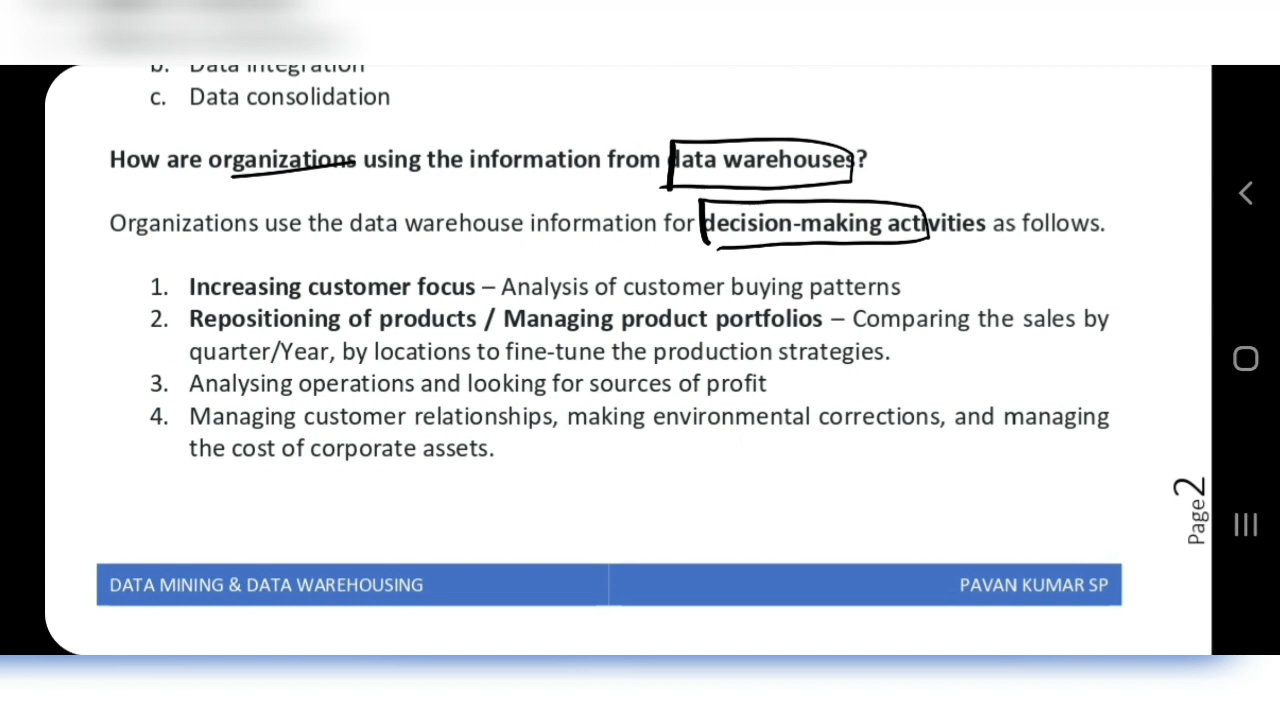 b. Data integration
c. Data consolidation
How are organizations using the information from data warehouses?
Organizations use the data warehouse information for decision-making activities as follows.
1. Increasing customer focus – Analysis of customer buying patterns
2. Repositioning of products / Managing product portfolios – Comparing the sales by
quarter/Year, by locations to fine-tune the production strategies.
3. Analysing operations and looking for sources of profit
4. Managing customer relationships, making environmental corrections, and managing
the cost of corporate assets.
Page2
DATA MINING & DATA WAREHOUSING PAVAN KUMAR SP